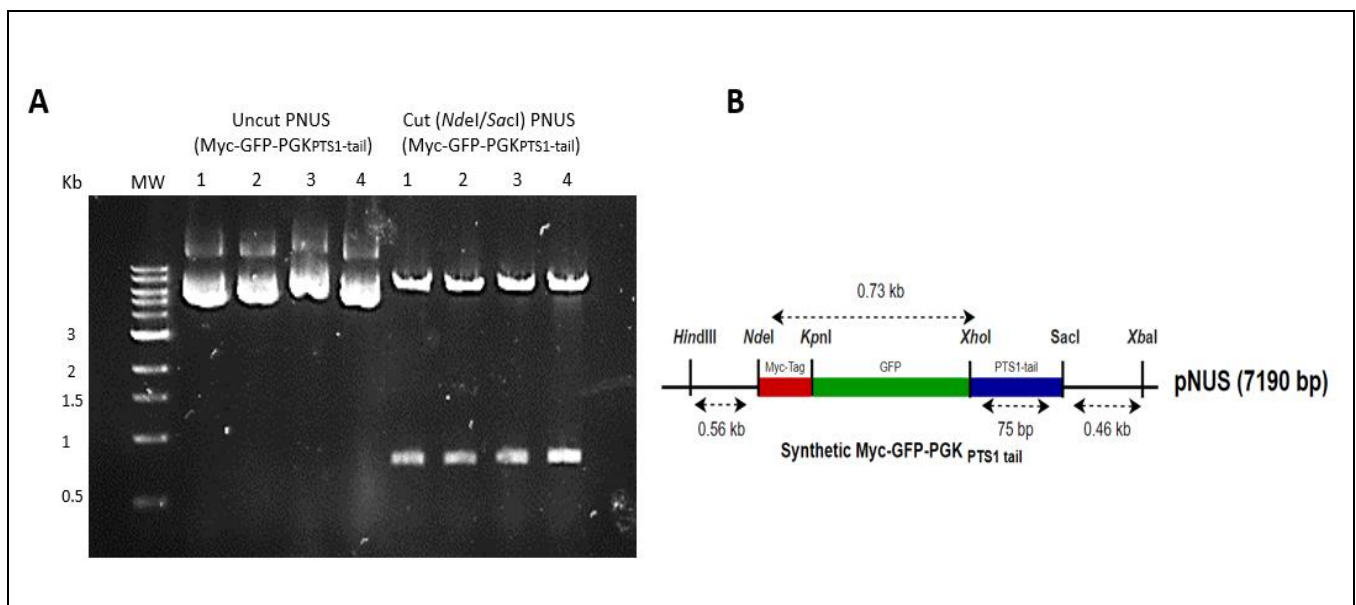 A
Uncut PNUS
(Myc-GFP-PGKPTS1-tail)
Cut (NdeI/SacI) PNUS
(Myc-GFP-PGKPTS1-tail)
Kb MW 1 2 3 4 1 2 3 4
3
2
1.5
1
0.5
B
0.73 kb
HindIII NdeI KpnI XhoI SacI XbaI
Myc-Tag GFP PTS1-tail
pNUS (7190 bp)
0.56 kb 75 bp 0.46 kb
Synthetic Myc-GFP-PGK PTS1 tail